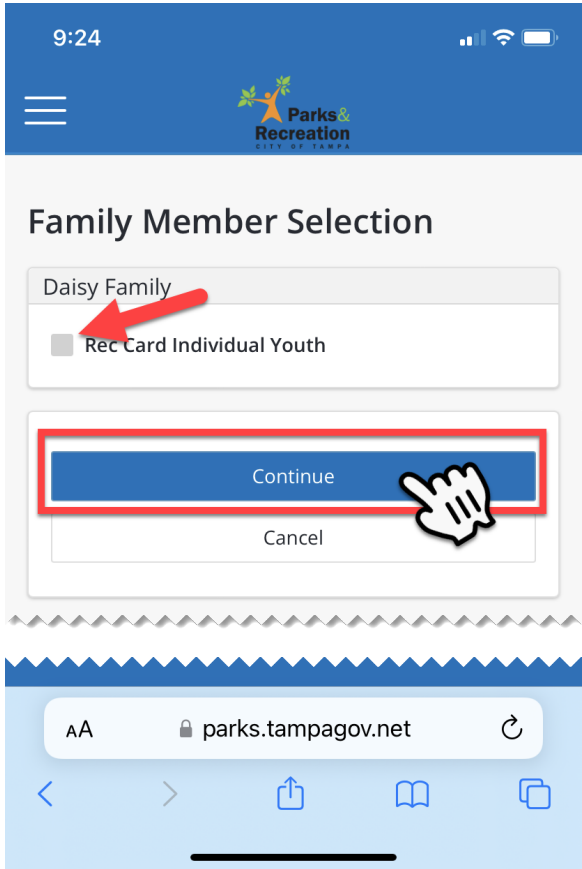 9:24
Parks&
Recreation
CITY OF TAMPA
Family Member Selection
Daisy Family
Rec Card Individual Youth
Continue
Cancel
AA
parks.tampagov.net